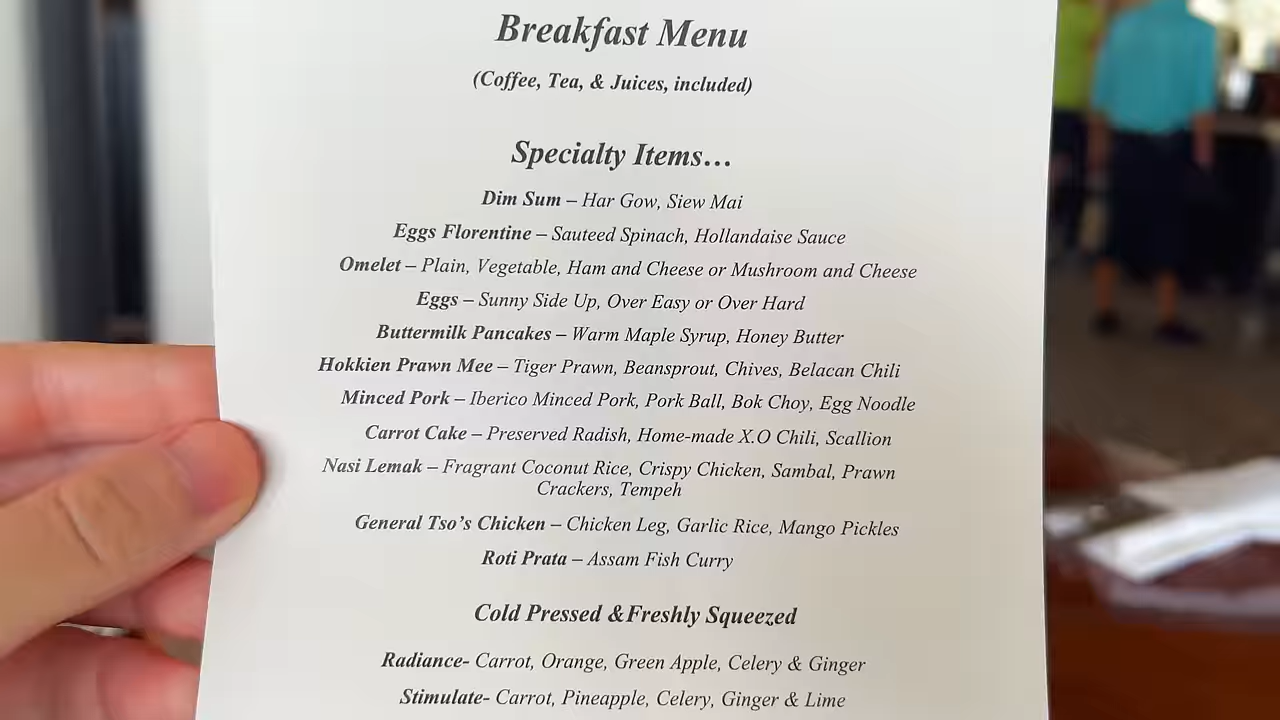 Breakfast Menu
(Coffee, Tea, & Juices, included)
Specialty Items...
Dim Sum – Har Gow, Siew Mai
Eggs Florentine – Sauteed Spinach, Hollandaise Sauce
Omelet – Plain, Vegetable, Ham and Cheese or Mushroom and Cheese
Eggs – Sunny Side Up, Over Easy or Over Hard
Buttermilk Pancakes – Warm Maple Syrup, Honey Butter
Hokkien Prawn Mee – Tiger Prawn, Beansprout, Chives, Belacan Chili
Minced Pork – Iberico Minced Pork, Pork Ball, Bok Choy, Egg Noodle
Carrot Cake – Preserved Radish, Home-made X.O Chili, Scallion
Nasi Lemak – Fragrant Coconut Rice, Crispy Chicken, Sambal, Prawn
Crackers, Tempeh
General Tso's Chicken – Chicken Leg, Garlic Rice, Mango Pickles
Roti Prata – Assam Fish Curry
Cold Pressed &Freshly Squeezed
Radiance- Carrot, Orange, Green Apple, Celery & Ginger
Stimulate- Carrot, Pineapple, Celery, Ginger & Lime